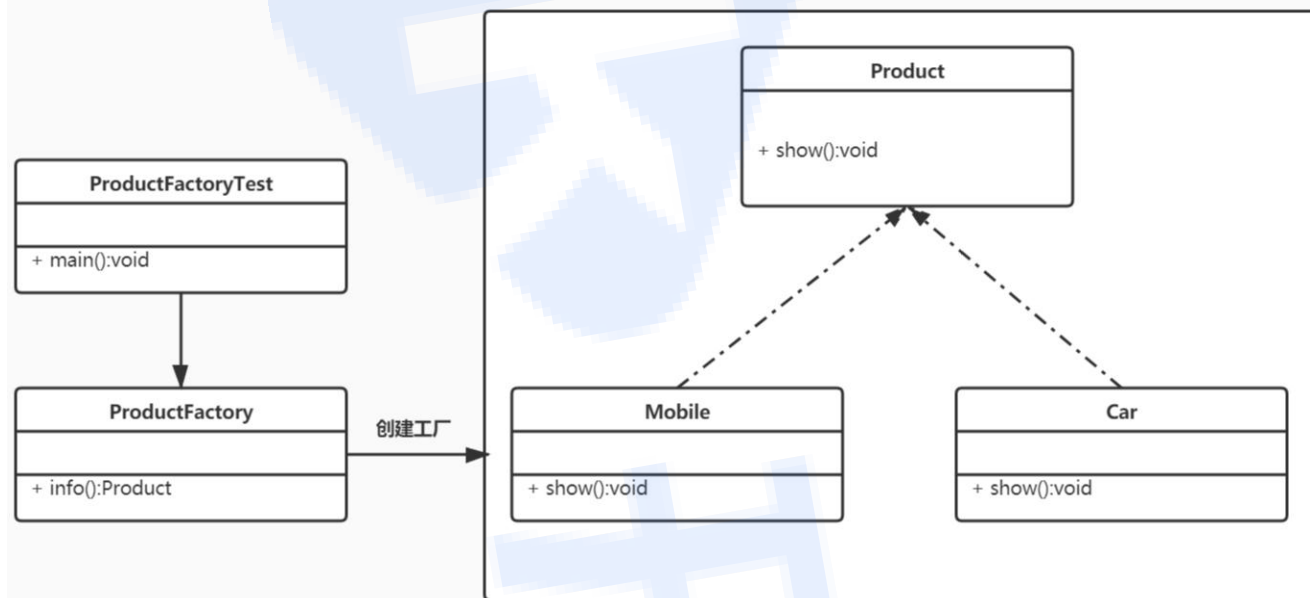 Product
+ show():void
ProductFactoryTest
+ main():void
ProductFactory
+ info():Product
创建工厂
Mobile
+ show():void
Car
+ show():void